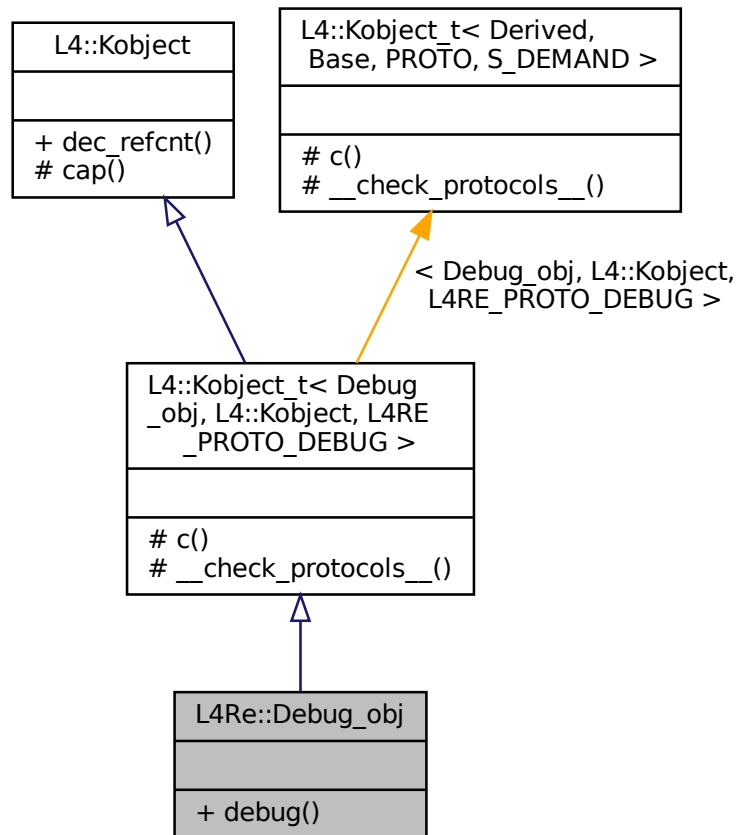 L4::Kobject
+ dec_refcnt()
# cap()
L4::Kobject_t< Derived,
Base, PROTO, S_DEMAND >
# c()
# __check_protocols__()
< Debug_obj, L4::Kobject,
L4RE_PROTO_DEBUG >
L4::Kobject_t< Debug
_obj, L4::Kobject, L4RE
_PROTO_DEBUG >
# c()
# __check_protocols__()
L4Re::Debug_obj
+ debug()